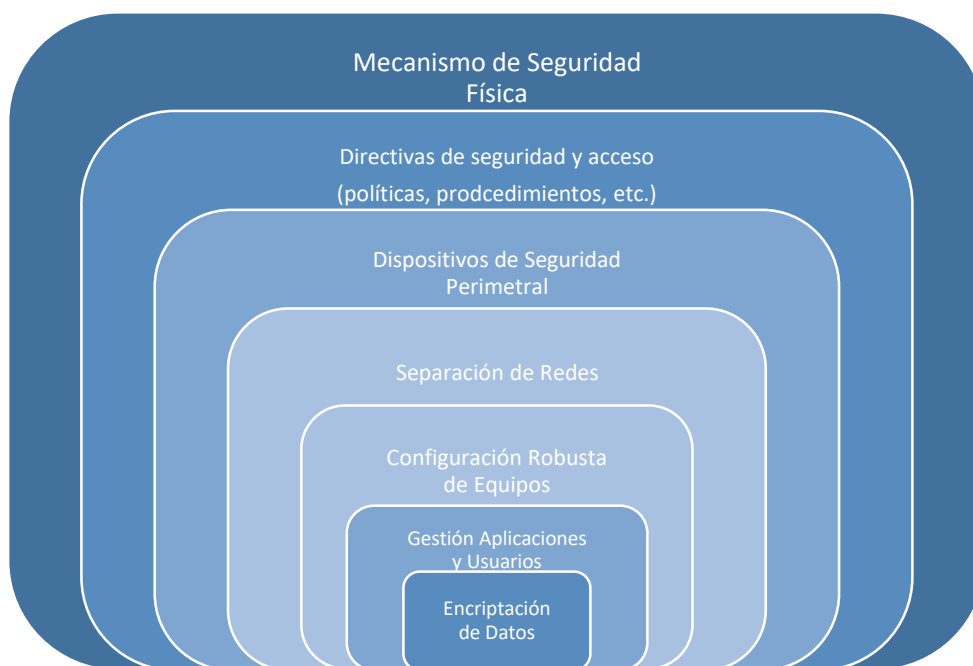 Mecanismo de Seguridad
Física
Directivas de seguridad y acceso
(políticas, prodcedimientos, etc.)
Dispositivos de Seguridad
Perimetral
Separación de Redes
Configuración Robusta
de Equipos
Gestión Aplicaciones
y Usuarios
Encriptación
de Datos